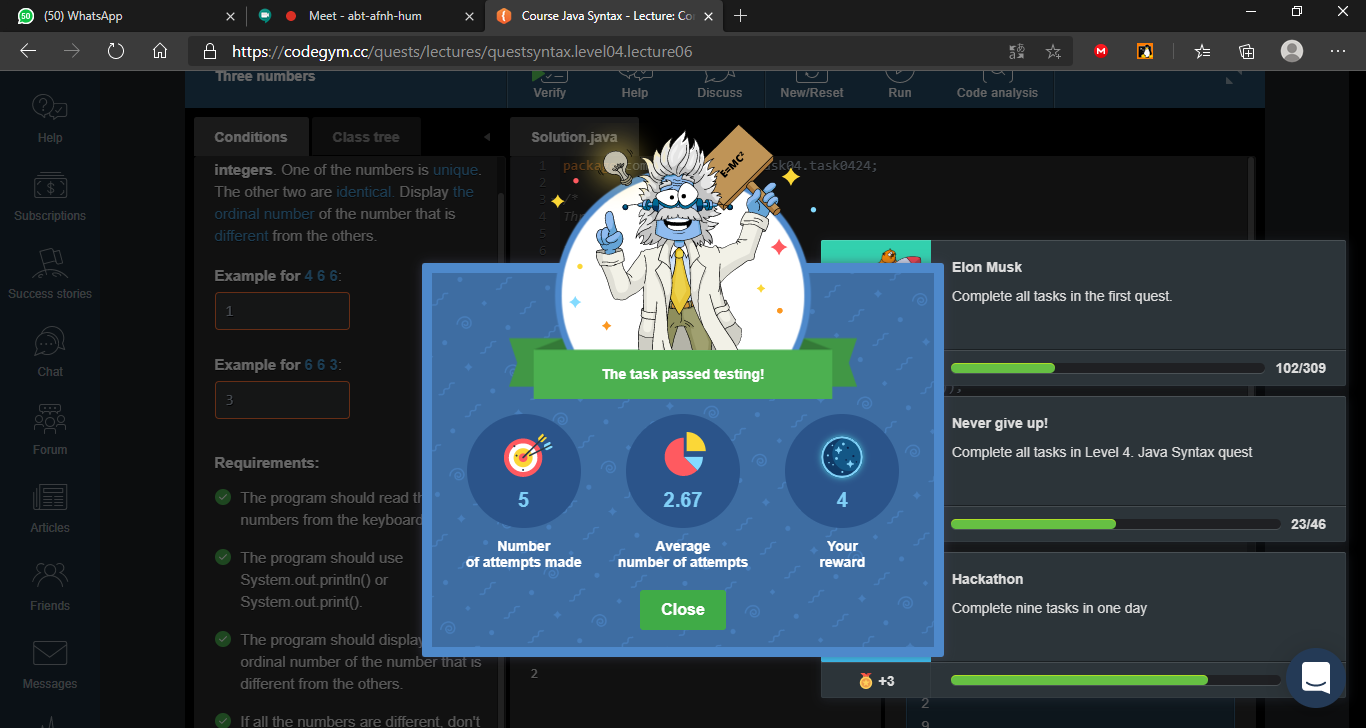 (50) WhatsApp
Meet - abt-afnh-hum
Course Java Syntax - Lecture: Co
https://codegym.cc/quests/lectures/questsyntax.level04.lecture06
Three numbers
Verify
Help
Discuss
New/Reset
Run
Code analysis
Help
Subscriptions
Success stories
Chat
Forum
Articles
Friends
Messages
Conditions
Class tree
integers. One of the numbers is unique.
The other two are identical. Display the
ordinal number of the number that is
different from the others.
Example for 4 6 6:
1
Example for 6 6 3:
3
Requirements:
The program should read th
numbers from the keyboard
The program should use
System.out.println() or
System.out.print().
The program should display
ordinal number of the number that is
different from the others.
If all the numbers are different, don't
Solution.java
1
2
3 /*
4
5
6
sk04.task0424;
E=MC²
The task passed testing!
5
Number
of attempts made
2.67
Average
number of attempts
4
Your
reward
Close
2
Elon Musk
Complete all tasks in the first quest.
102/309
Never give up!
Complete all tasks in Level 4. Java Syntax quest
23/46
Hackathon
Complete nine tasks in one day
+3
2
9